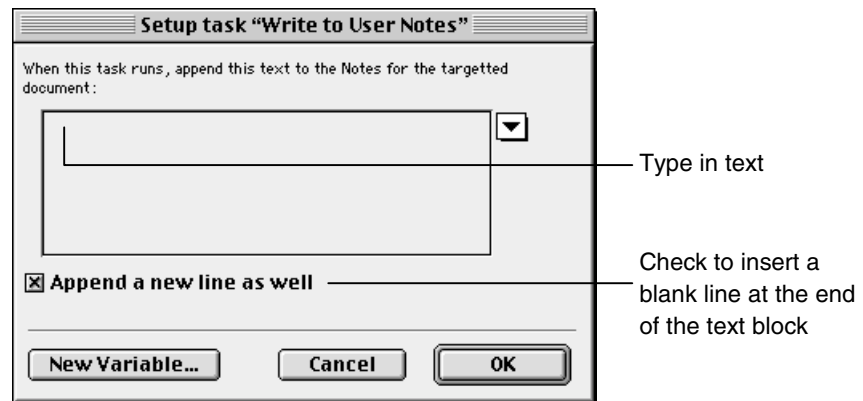 Setup task “Write to User Notes”
When this task runs, append this text to the Notes for the targetted
document:
Type in text
Append a new line as well
Check to insert a
blank line at the end
of the text block
New Variable...
Cancel
OK